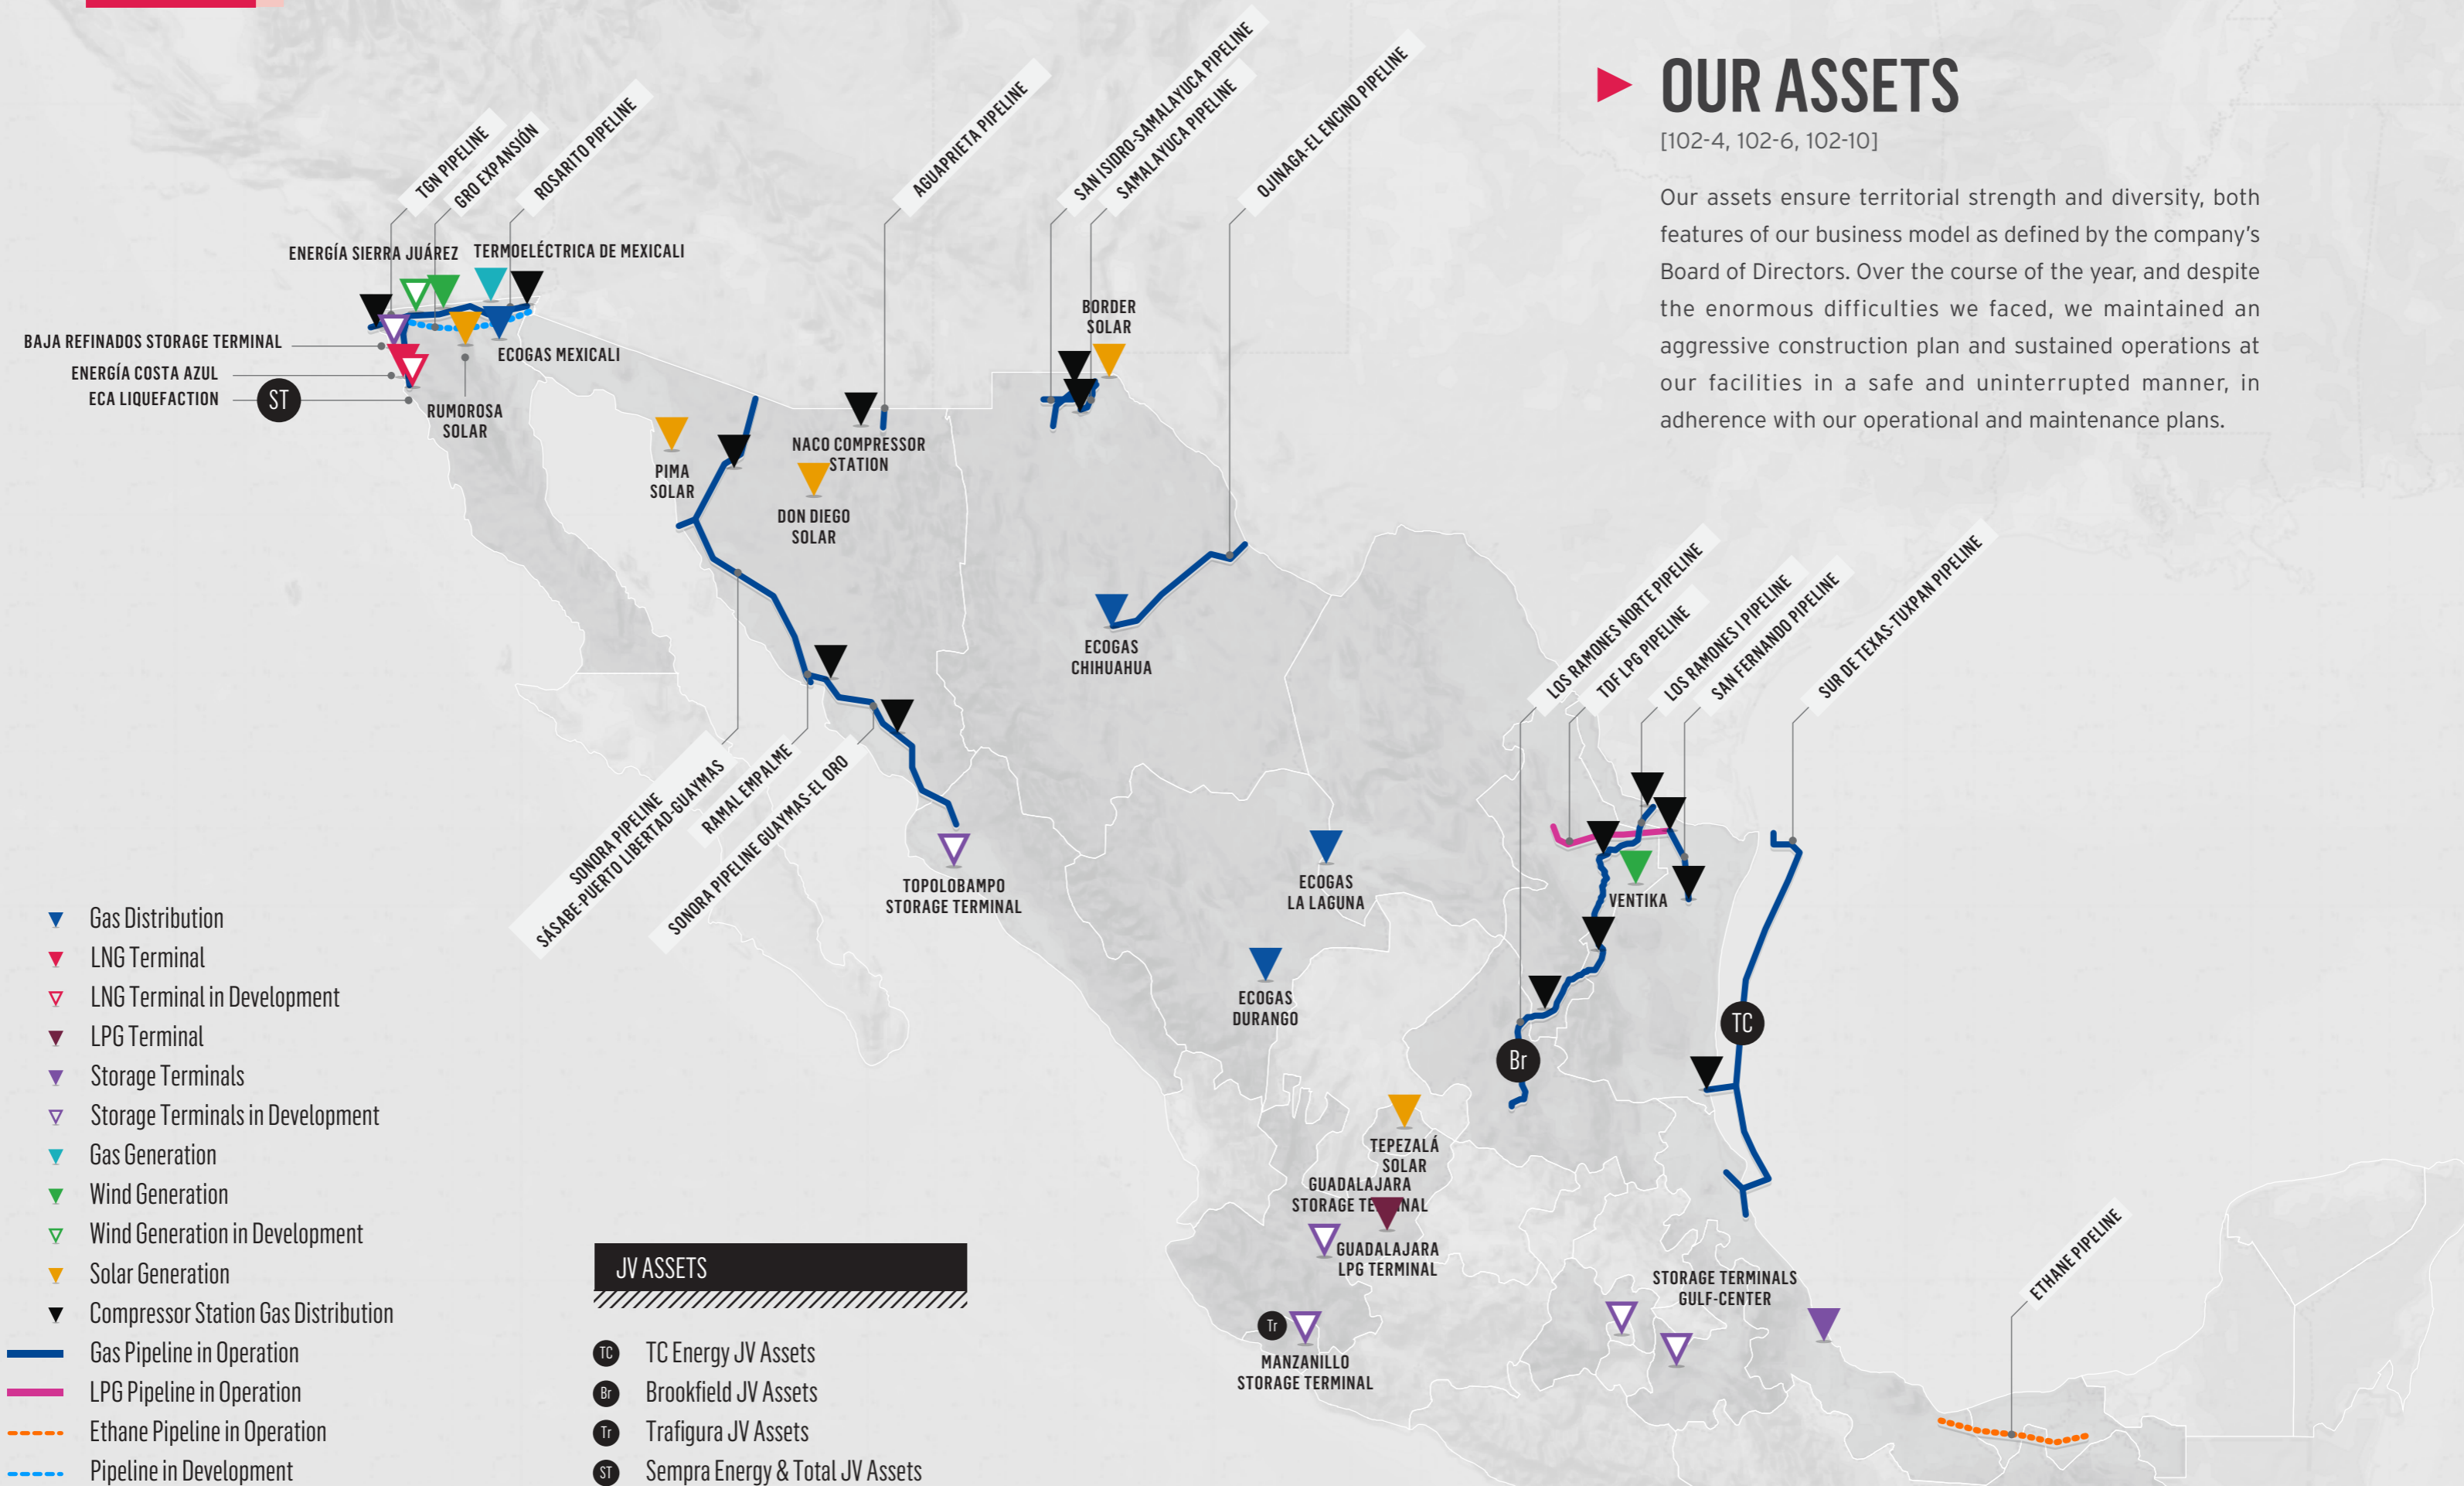 OUR ASSETS
[102-4, 102-6, 102-10]
Our assets ensure territorial strength and diversity, both
features of our business model as defined by the company's
Board of Directors. Over the course of the year, and despite
the enormous difficulties we faced, we maintained an
aggressive construction plan and sustained operations at
our facilities in a safe and uninterrupted manner, in
adherence with our operational and maintenance plans.
TGN PIPELINE
GRO EXPANSIÓN
ROSARITO PIPELINE
AGUAPRIETA PIPELINE
SAN ISIDRO-SAMALAYUCA PIPELINE
SAMALAYUCA PIPELINE
OJINAGA-EL ENCINO PIPELINE
ENERGÍA SIERRA JUÁREZ
TERMOELÉCTRICA DE MEXICALI
BORDER
SOLAR
BAJA REFINADOS STORAGE TERMINAL
ECOGAS MEXICALI
ENERGÍA COSTA AZUL
ECA LIQUEFACTION
ST
RUMOROSA
SOLAR
PIMA
SOLAR
NACO COMPRESSOR
STATION
DON DIEGO
SOLAR
ECOGAS
CHIHUAHUA
LOS RAMONES NORTE PIPELINE
TDF LPG PIPELINE
LOS RAMONES I PIPELINE
SAN FERNANDO PIPELINE
SUR DE TEXAS-TUXPAN PIPELINE
SONORA PIPELINE
SÁSABE-PUERTO LIBERTAD-GUAYMAS
RAMAL EMPALME
SONORA PIPELINE GUAYMAS-EL ORO
TOPOLOBAMPO
STORAGE TERMINAL
ECOGAS
LA LAGUNA
VENTIKA
ECOGAS
DURANGO
TC
Br
TEPEZALÁ
SOLAR
GUADALAJARA
STORAGE TERMINAL
GUADALAJARA
LPG TERMINAL
STORAGE TERMINALS
GULF-CENTER
Tr
MANZANILLO
STORAGE TERMINAL
ETHANE PIPELINE
Gas Distribution
LNG Terminal
LNG Terminal in Development
LPG Terminal
Storage Terminals
Storage Terminals in Development
Gas Generation
Wind Generation
Wind Generation in Development
Solar Generation
Compressor Station Gas Distribution
Gas Pipeline in Operation
LPG Pipeline in Operation
Ethane Pipeline in Operation
Pipeline in Development
JV ASSETS
TC TC Energy JV Assets
Br Brookfield JV Assets
Tr Trafigura JV Assets
ST Sempra Energy & Total JV Assets